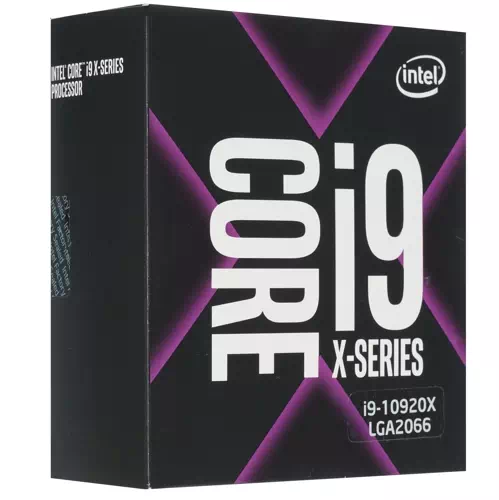 INTEL® CORE™ i9 X-SERIES
PROCESSOR
intel
CORE
i9
X-SERIES
i9-10920X
LGA2066